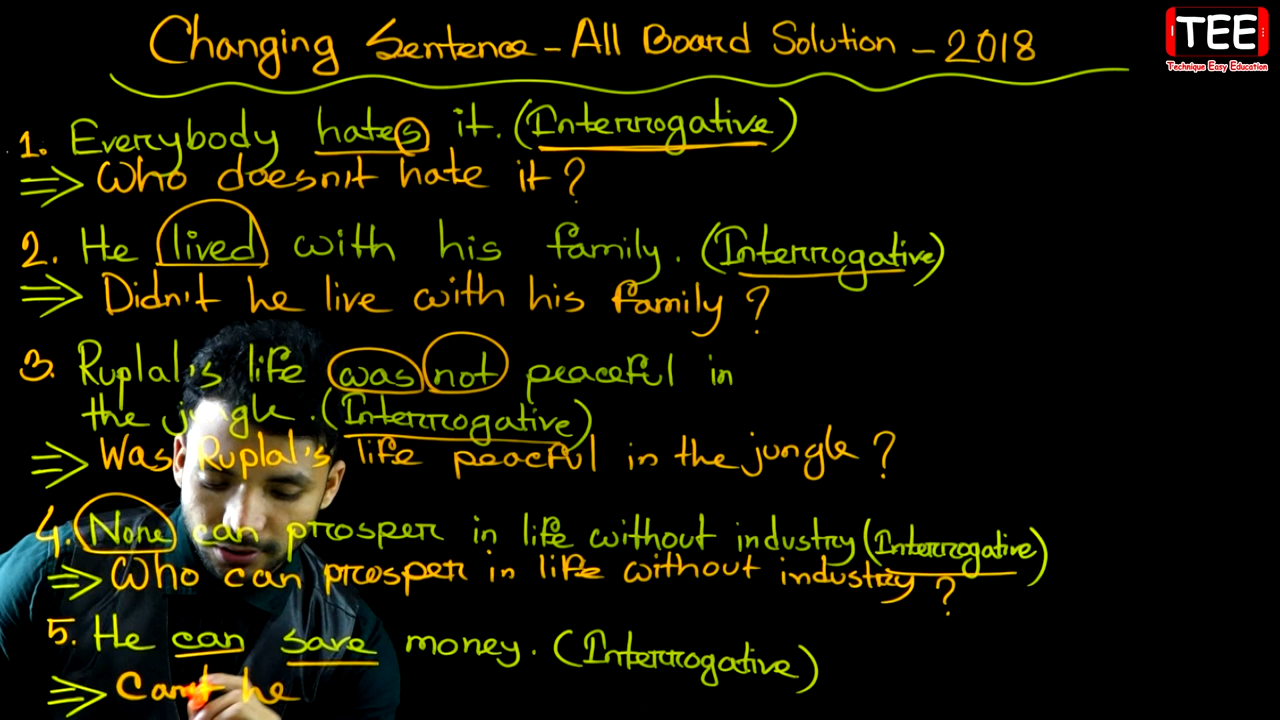 Changing Sentence - All Board Solution - 2018
TEE
Technique Easy Education
1. Everybody hates it. (Interrogative)
⇒ Who doesn't hate it?
2. He lived with his family. (Interrogative)
⇒ Didn't he live with his family?
3. Ruplal's life was not peaceful in
the jungle. (Interrogative)
⇒ Was Ruplal's life peacful in the jungle?
4. None can prosper in life without industry (Interrogative)
⇒ Who can prosper in life without industry?
5. He can save money. (Interrogative)
⇒ Can't he